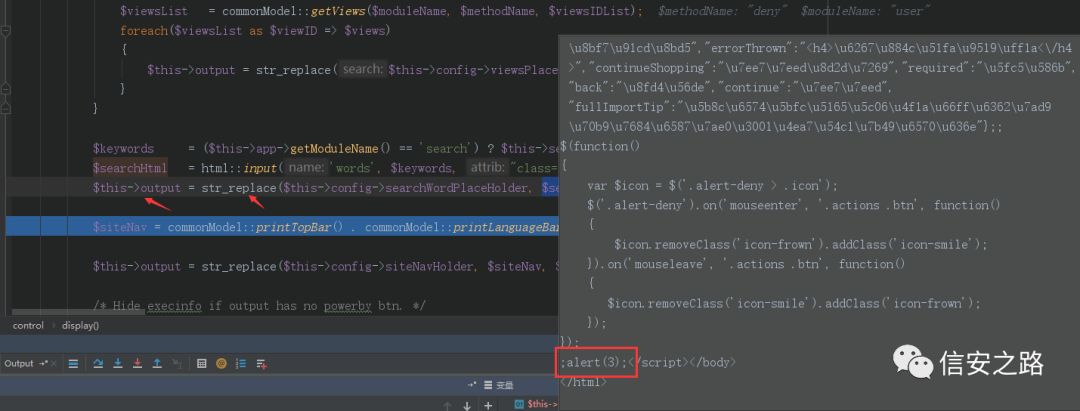 $viewsList = commonModel::getViews($moduleName, $methodName, $viewsIDList); $methodName: "deny" $moduleName: "user"
foreach($viewsList as $viewID => $views)
{
$this->output = str_replace( search: $this->config->viewsPlac
}
}
$keywords = ($this->app->getModuleName() == 'search') ? $this->se
$searchHtml = html::input( name: 'words', $keywords, attrib: "class=
$this->output = str_replace($this->config->searchWordPlaceHolder, $se
$siteNav = commonModel::printTopBar() . commonModel::printLanguageBar
$this->output = str_replace($this->config->siteNavHolder, $siteNav, $
/* Hide execinfo if output has no powerby btn. */
control
display()
Output
变量
$this->
\u8bf7\u91cd\u8bd5","errorThrown":"<h4>\u6267\u884c\u51fa\u9519\uff1a<\/h4
>","continueShopping":"\u7ee7\u7eed\u8d2d\u7269","required":"\u5fc5\u586b",
"back":"\u8fd4\u56de","continue":"\u7ee7\u7eed",
"fullImportTip":"\u5b8c\u6574\u5bfc\u5165\u5c06\u4f1a\u66ff\u6362\u7ad9
\u70b9\u7684\u6587\u7ae0\u3001\u4ea7\u54c1\u7b49\u6570\u636e"};;
$(function()
{
var $icon = $('.alert-deny > .icon');
$('.alert-deny').on('mouseenter', '.actions .btn', function()
{
$icon.removeClass('icon-frown').addClass('icon-smile');
}).on('mouseleave', '.actions .btn', function()
{
$icon.removeClass('icon-smile').addClass('icon-frown');
});
});
;alert(3);</script></body>
</html>
信安之路